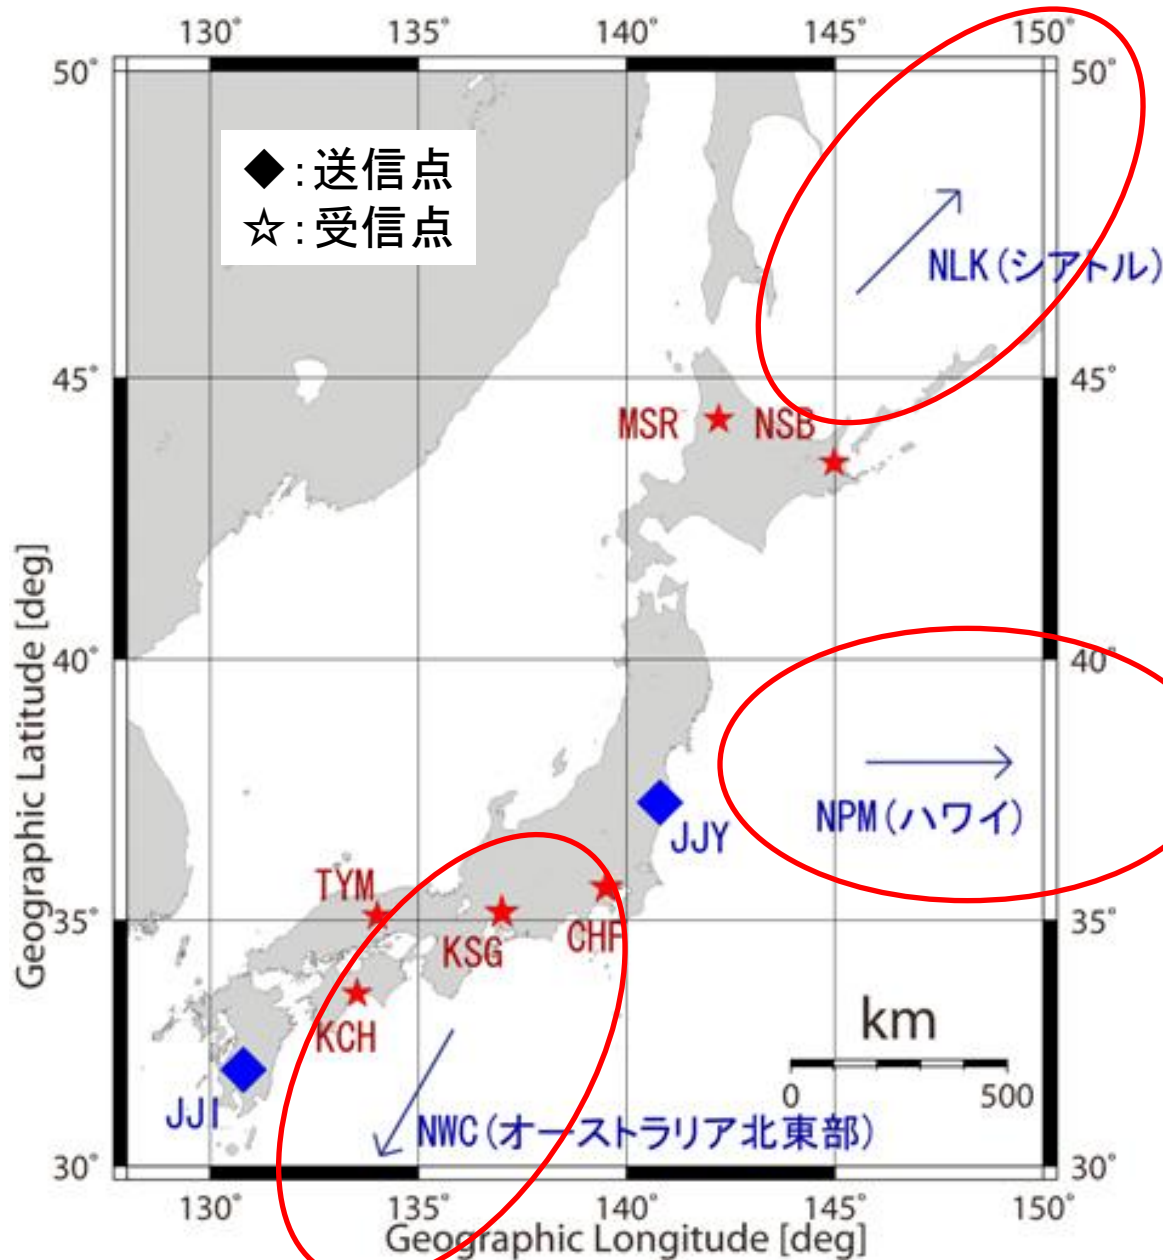 130° 135° 140° 145° 150°
50° 50°
◆:送信点
☆:受信点
NLK(シアトル)
45° 45°
MSR NSB
40° 40°
NPM(ハワイ)
JJY
TYM
35° 35°
KSG CHF
KCH
km
0 500
JJI
NWC(オーストラリア北東部)
30° 30°
130° 135° 140° 145° 150°
Geographic Longitude [deg]
Geographic Latitude [deg]